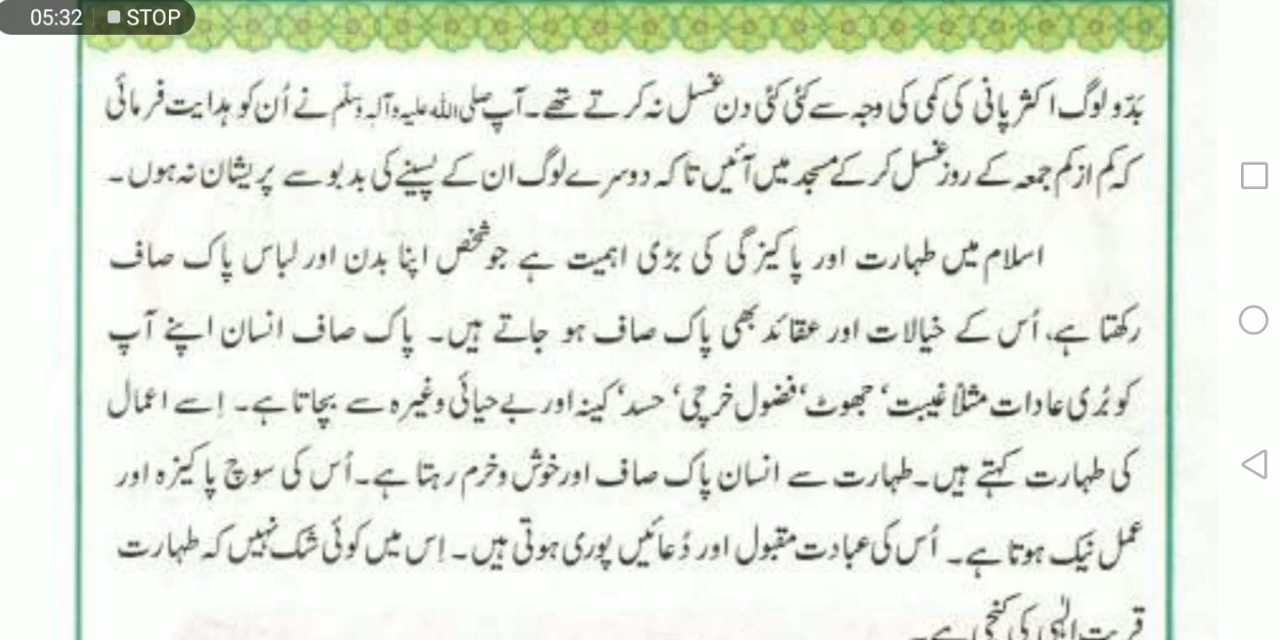 05:32 STOP
بَدّو لوگ اکثر پانی کی کمی کی وجہ سے کئی کئی دن غسل نہ کرتے تھے۔ آپ صلی اللہ علیہ وآلہ وسلّم نے اُن کو ہدایت فرمائی
کہ کم از کم جمعہ کے روز غسل کر کے مسجد میں آئیں تا کہ دوسرے لوگ ان کے پسینے کی بدبو سے پریشان نہ ہوں۔
اسلام میں طہارت اور پاکیزگی کی بڑی اہمیت ہے جو شخص اپنا بدن اور لباس پاک صاف
رکھتا ہے، اُس کے خیالات اور عقائد بھی پاک صاف ہو جاتے ہیں۔ پاک صاف انسان اپنے آپ
کو بُری عادات مثلاً غیبت‘ جھوٹ‘ فضول خرچی‘ حسد‘ کینہ اور بے حیائی وغیرہ سے بچاتا ہے۔ اِسے اعمال
کی طہارت کہتے ہیں۔ طہارت سے انسان پاک صاف اور خوش و خرم رہتا ہے۔ اُس کی سوچ پاکیزہ اور
عمل نیک ہوتا ہے۔ اُس کی عبادت مقبول اور دُعائیں پوری ہوتی ہیں۔ اِس میں کوئی شک نہیں کہ طہارت
قربتِ الٰہی کی کنجی ہے۔